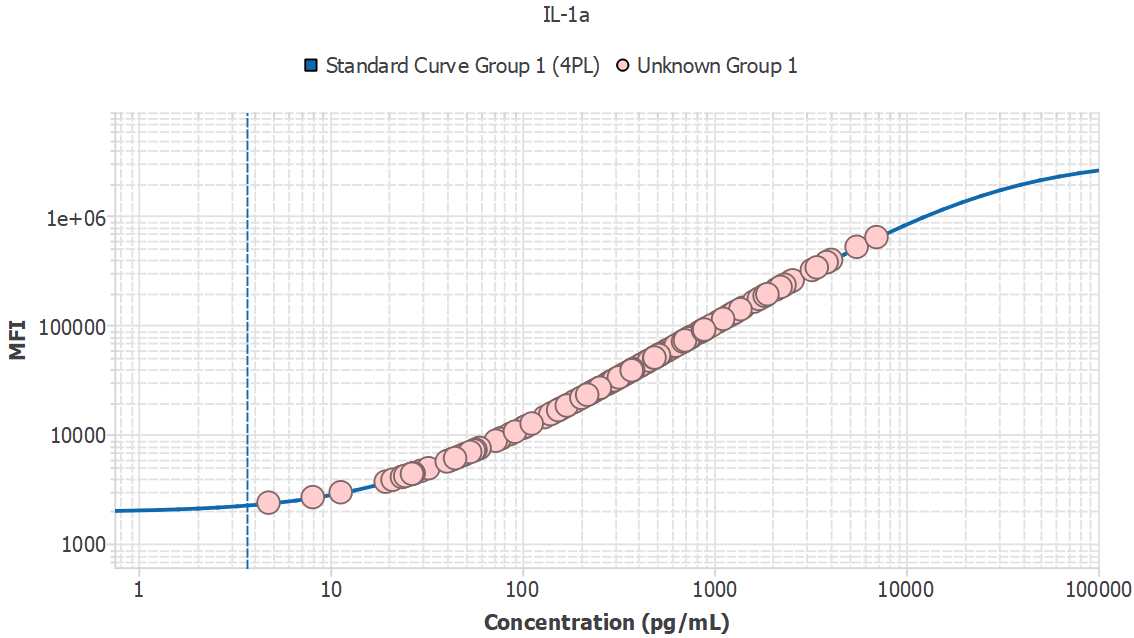 IL-1a
Standard Curve Group 1 (4PL) Unknown Group 1
1e+06
100000
10000
1000
MFI
1 10 100 1000 10000 100000
Concentration (pg/mL)